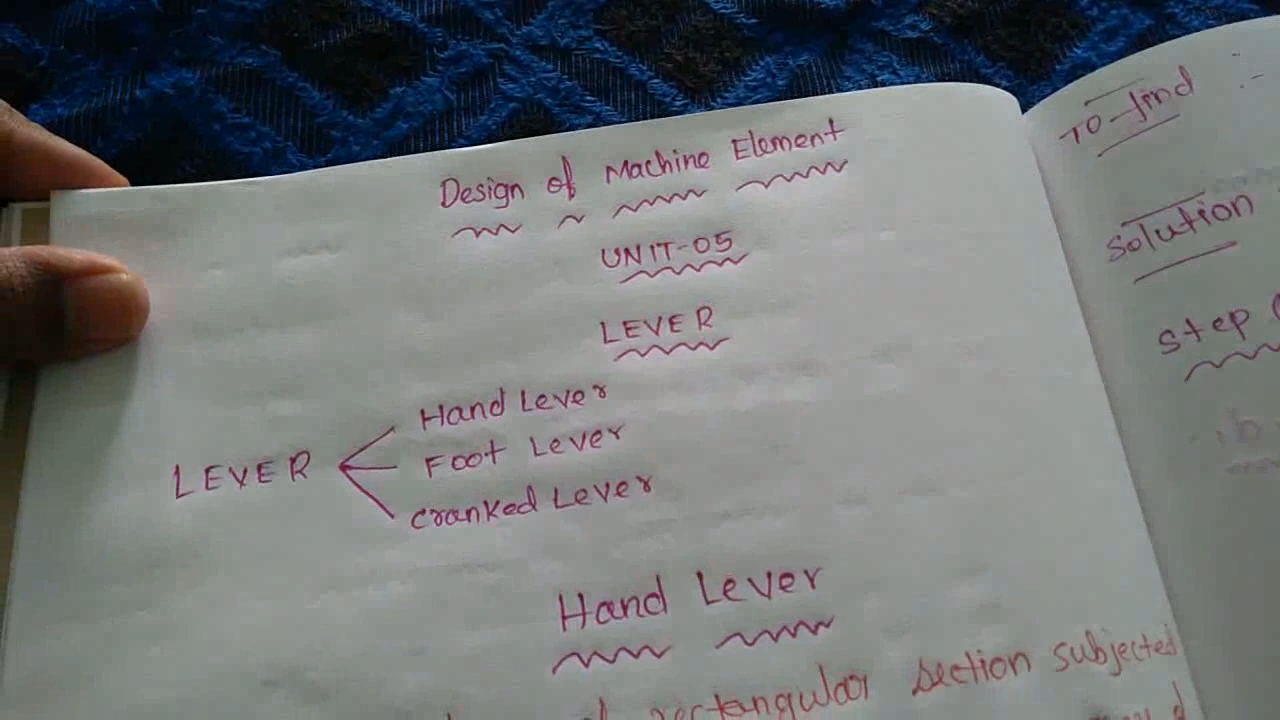 Design of Machine Element
UNIT-05
LEVER
Hand Lever
LEVER
Foot Lever
Cranked Lever
Hand Lever
rectangular section subjected
To-find :-
Solution
Step